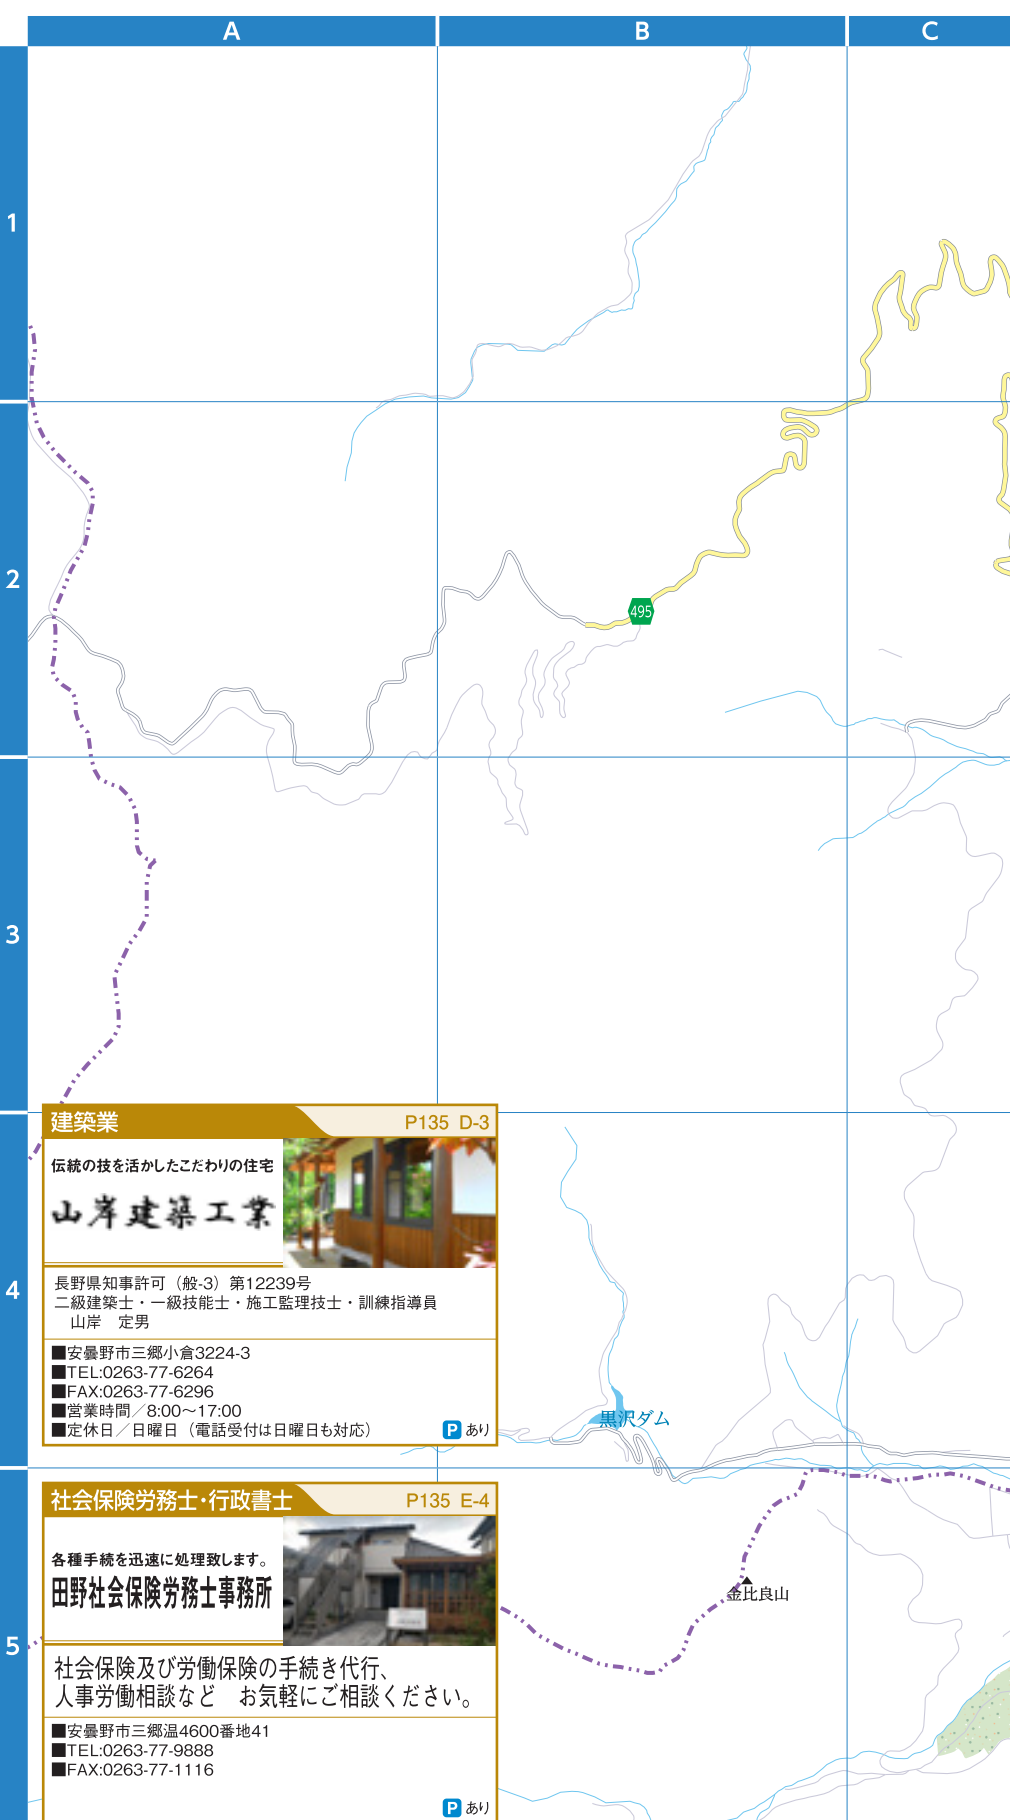 A
B
C
1
2
495
3
建築業
P135 D-3
伝統の技を活かしたこだわりの住宅
山岸建築工業
長野県知事許可（般-3）第12239号
二級建築士・一級技能士・施工監理技士・訓練指導員
山岸　定男
■安曇野市三郷小倉3224-3
■TEL:0263-77-6264
■FAX:0263-77-6296
■営業時間／8:00〜17:00
■定休日／日曜日（電話受付は日曜日も対応）
P あり
4
黒沢ダム
社会保険労務士・行政書士
P135 E-4
各種手続を迅速に処理致します。
田野社会保険労務士事務所
社会保険及び労働保険の手続き代行、
人事労働相談など　お気軽にご相談ください。
■安曇野市三郷温4600番地41
■TEL:0263-77-9888
■FAX:0263-77-1116
P あり
5
金比良山